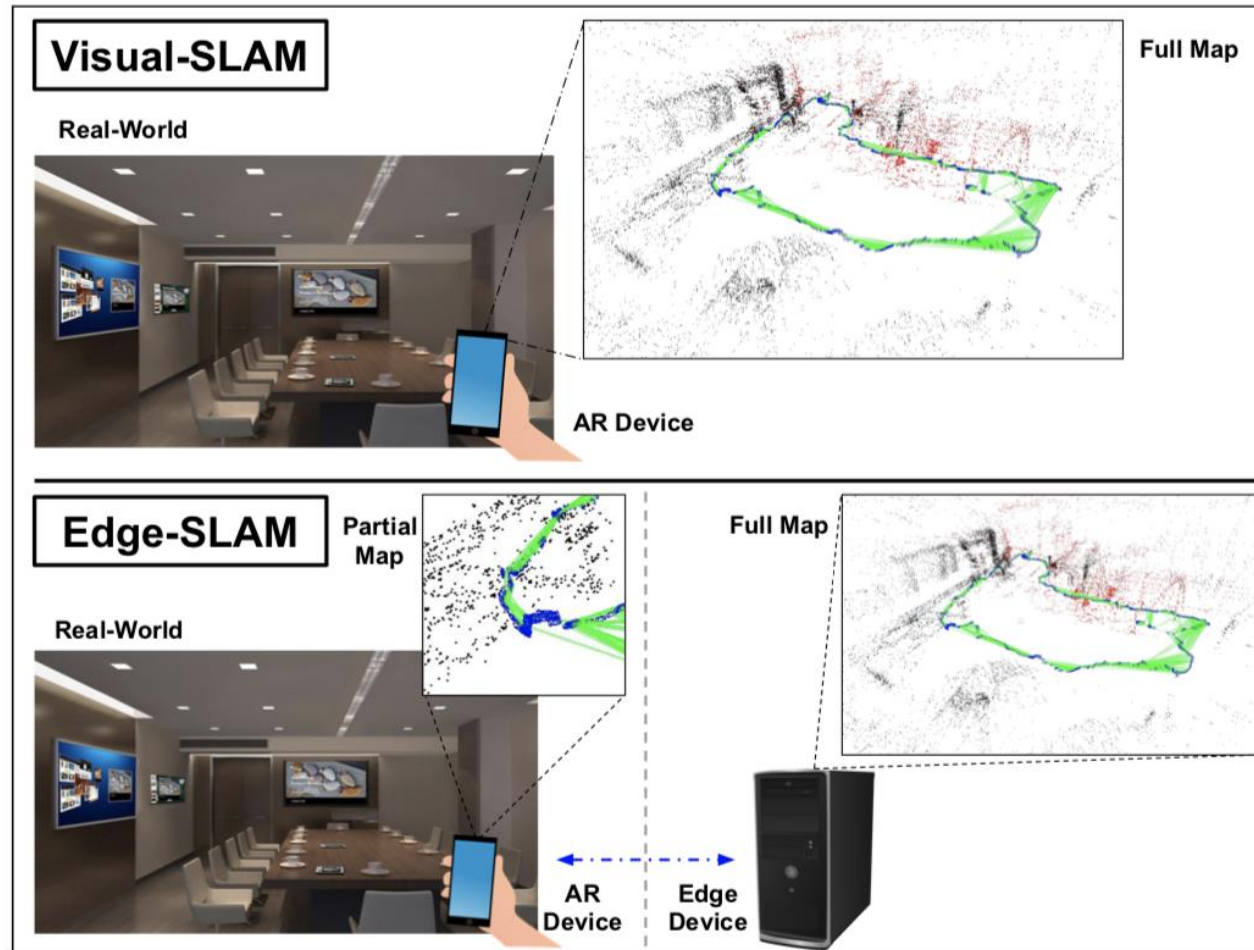 Visual-SLAM
Full Map
Real-World
AR Device
Edge-SLAM
Partial
Map
Full Map
Real-World
AR
Device
Edge
Device